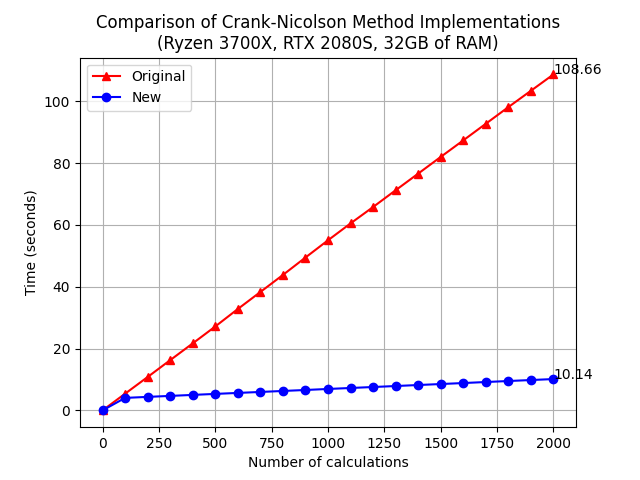 Comparison of Crank-Nicolson Method Implementations
(Ryzen 3700X, RTX 2080S, 32GB of RAM)
Original
New
108.66
10.14
Time (seconds)
100
80
60
40
20
0
0 250 500 750 1000 1250 1500 1750 2000
Number of calculations